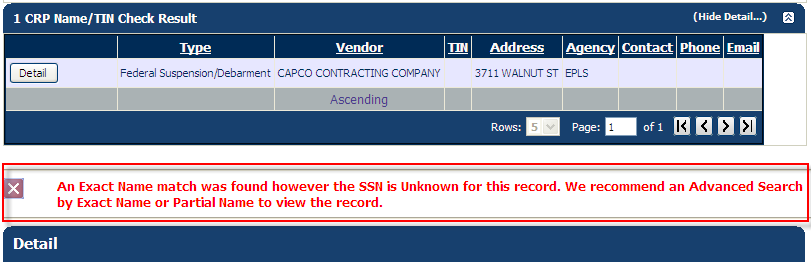 1 CRP Name/TIN Check Result (Hide Detail...)
Type Vendor TIN Address Agency Contact Phone Email
Detail Federal Suspension/Debarment CAPCO CONTRACTING COMPANY 3711 WALNUT ST EPLS
Ascending
Rows: 5 Page: 1 of 1
An Exact Name match was found however the SSN is Unknown for this record. We recommend an Advanced Search
by Exact Name or Partial Name to view the record.
Detail